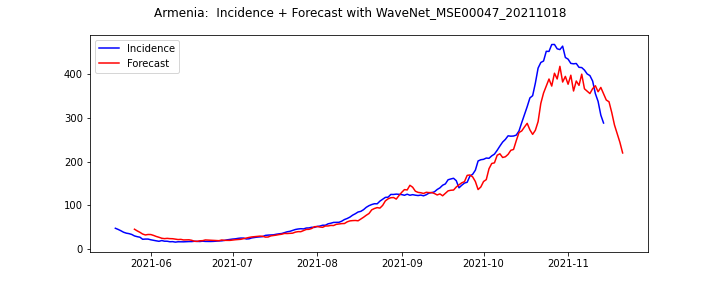 Armenia:  Incidence + Forecast with WaveNet_MSE00047_20211018
Incidence
Forecast
400
300
200
100
0
2021-06 2021-07 2021-08 2021-09 2021-10 2021-11